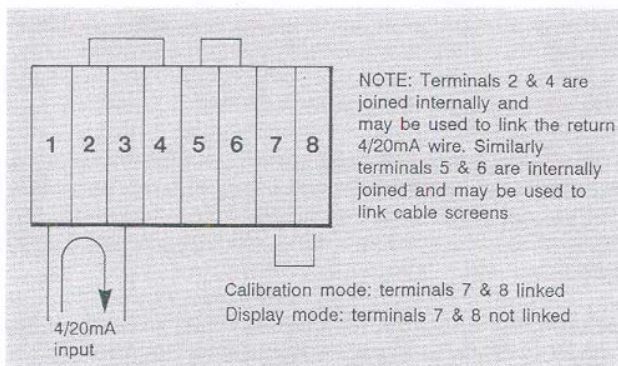 1 2 3 4 5 6 7 8
NOTE: Terminals 2 & 4 are
joined internally and
may be used to link the return
4/20mA wire. Similarly
terminals 5 & 6 are internally
joined and may be used to
link cable screens
Calibration mode: terminals 7 & 8 linked
Display mode: terminals 7 & 8 not linked
4/20mA
input